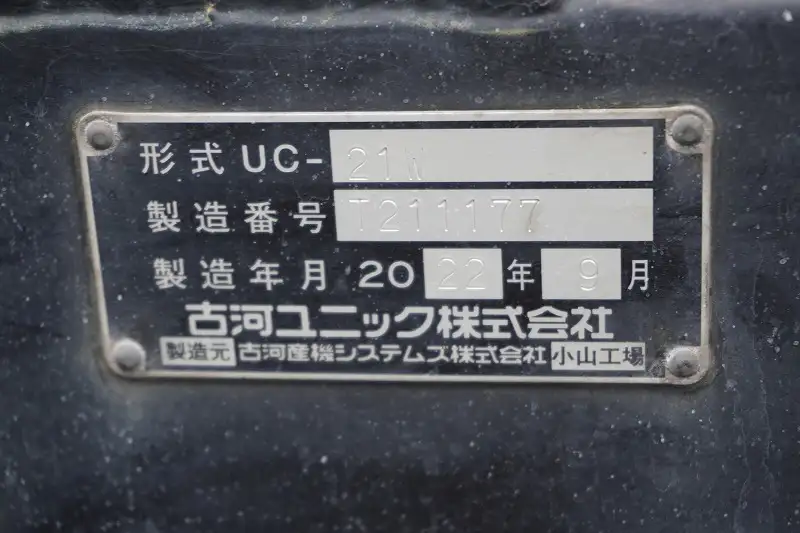 形式 UC- 21W
製造番号 T211177
製造年月 2022年 9月
古河ユニック株式会社
製造元 古河産機システムズ株式会社 小山工場